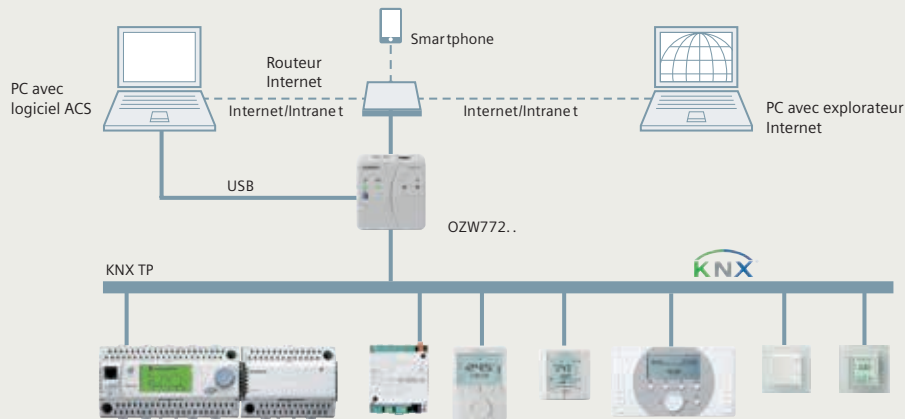 Smartphone
Routeur
Internet
PC avec
logiciel ACS
Internet/Intranet
Internet/Intranet
PC avec explorateur
Internet
USB
OZW772..
KNX TP
KNX